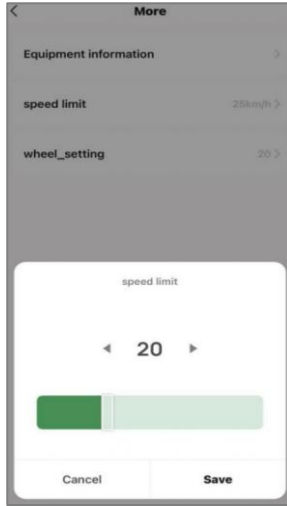 More
Equipment information
speed limit 25km/h
wheel_setting 20
speed limit
20
Cancel Save